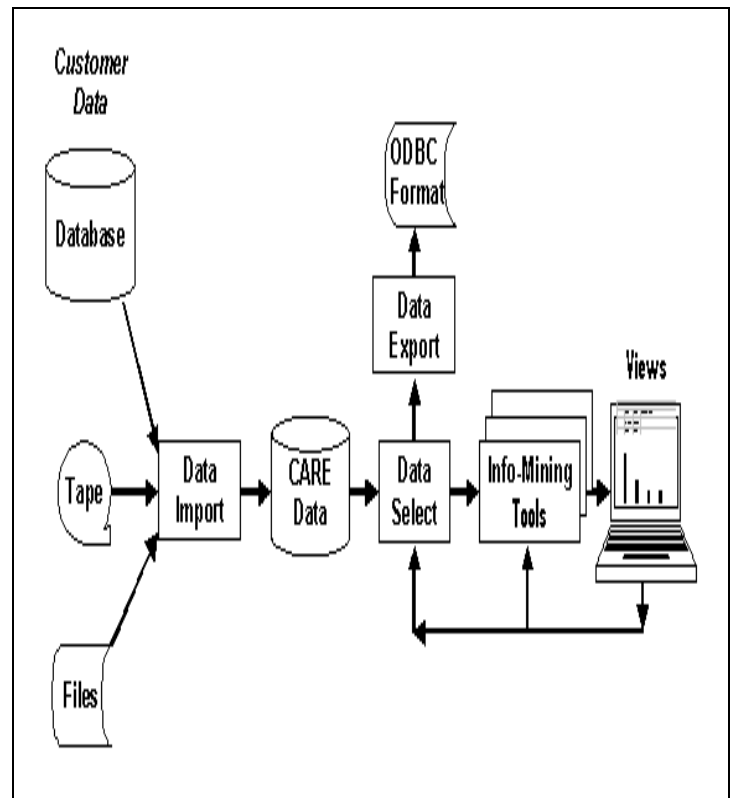 Customer
Data
Database
Tape
Files
Data
Import
CARE
Data
Data
Select
Data
Export
ODBC
Format
Info-Mining
Tools
Views